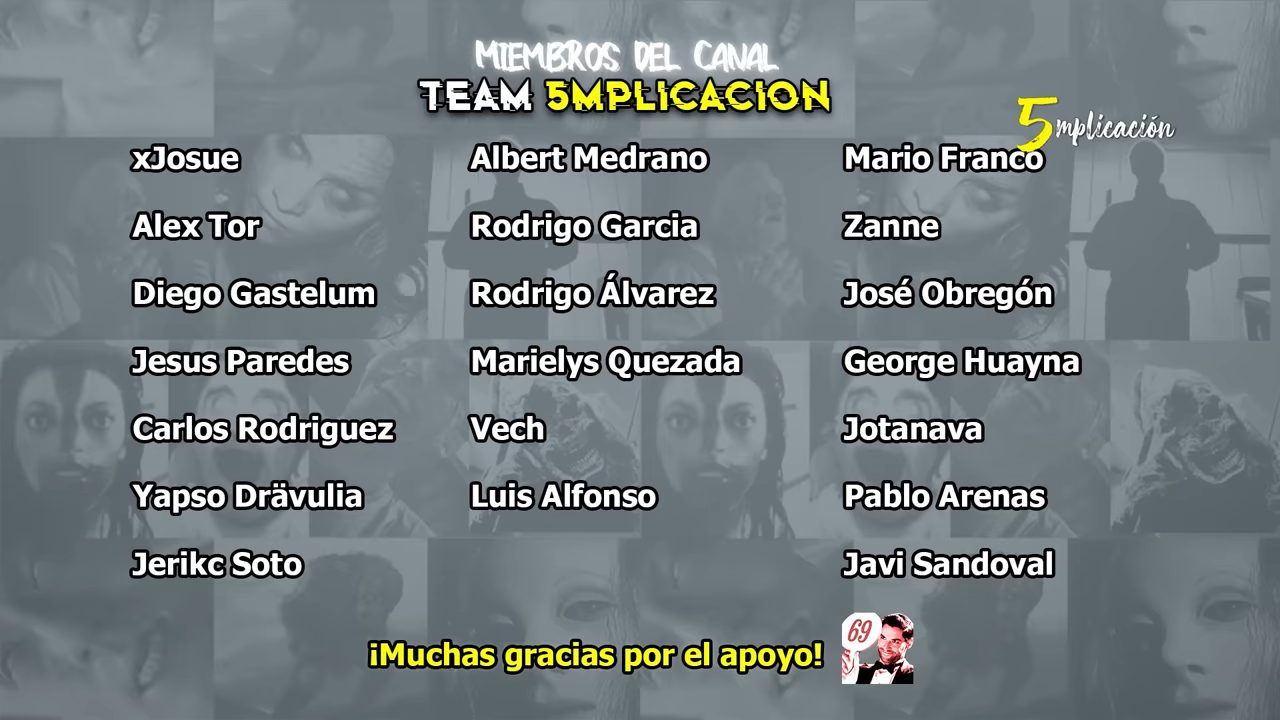 MIEMBROS DEL CANAL
TEAM 5MPLICACION
5mplicación
xJosue
Albert Medrano
Mario Franco
Alex Tor
Rodrigo Garcia
Zanne
Diego Gastelum
Rodrigo Álvarez
José Obregón
Jesus Paredes
Marielys Quezada
George Huayna
Carlos Rodriguez
Vech
Jotanava
Yapso Drävulia
Luis Alfonso
Pablo Arenas
Jerikc Soto
Javi Sandoval
¡Muchas gracias por el apoyo!
69